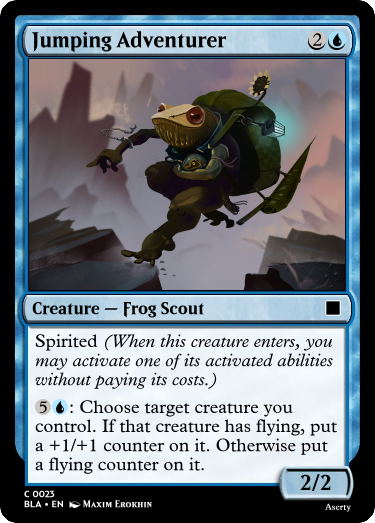 Jumping Adventurer 2
Creature — Frog Scout
Spirited (When this creature enters, you
may activate one of its activated abilities
without paying its costs.)
5: Choose target creature you
control. If that creature has flying, put
a +1/+1 counter on it. Otherwise put
a flying counter on it.
2/2
C 0023
BLA • EN Maxim Erokhin
Aserty